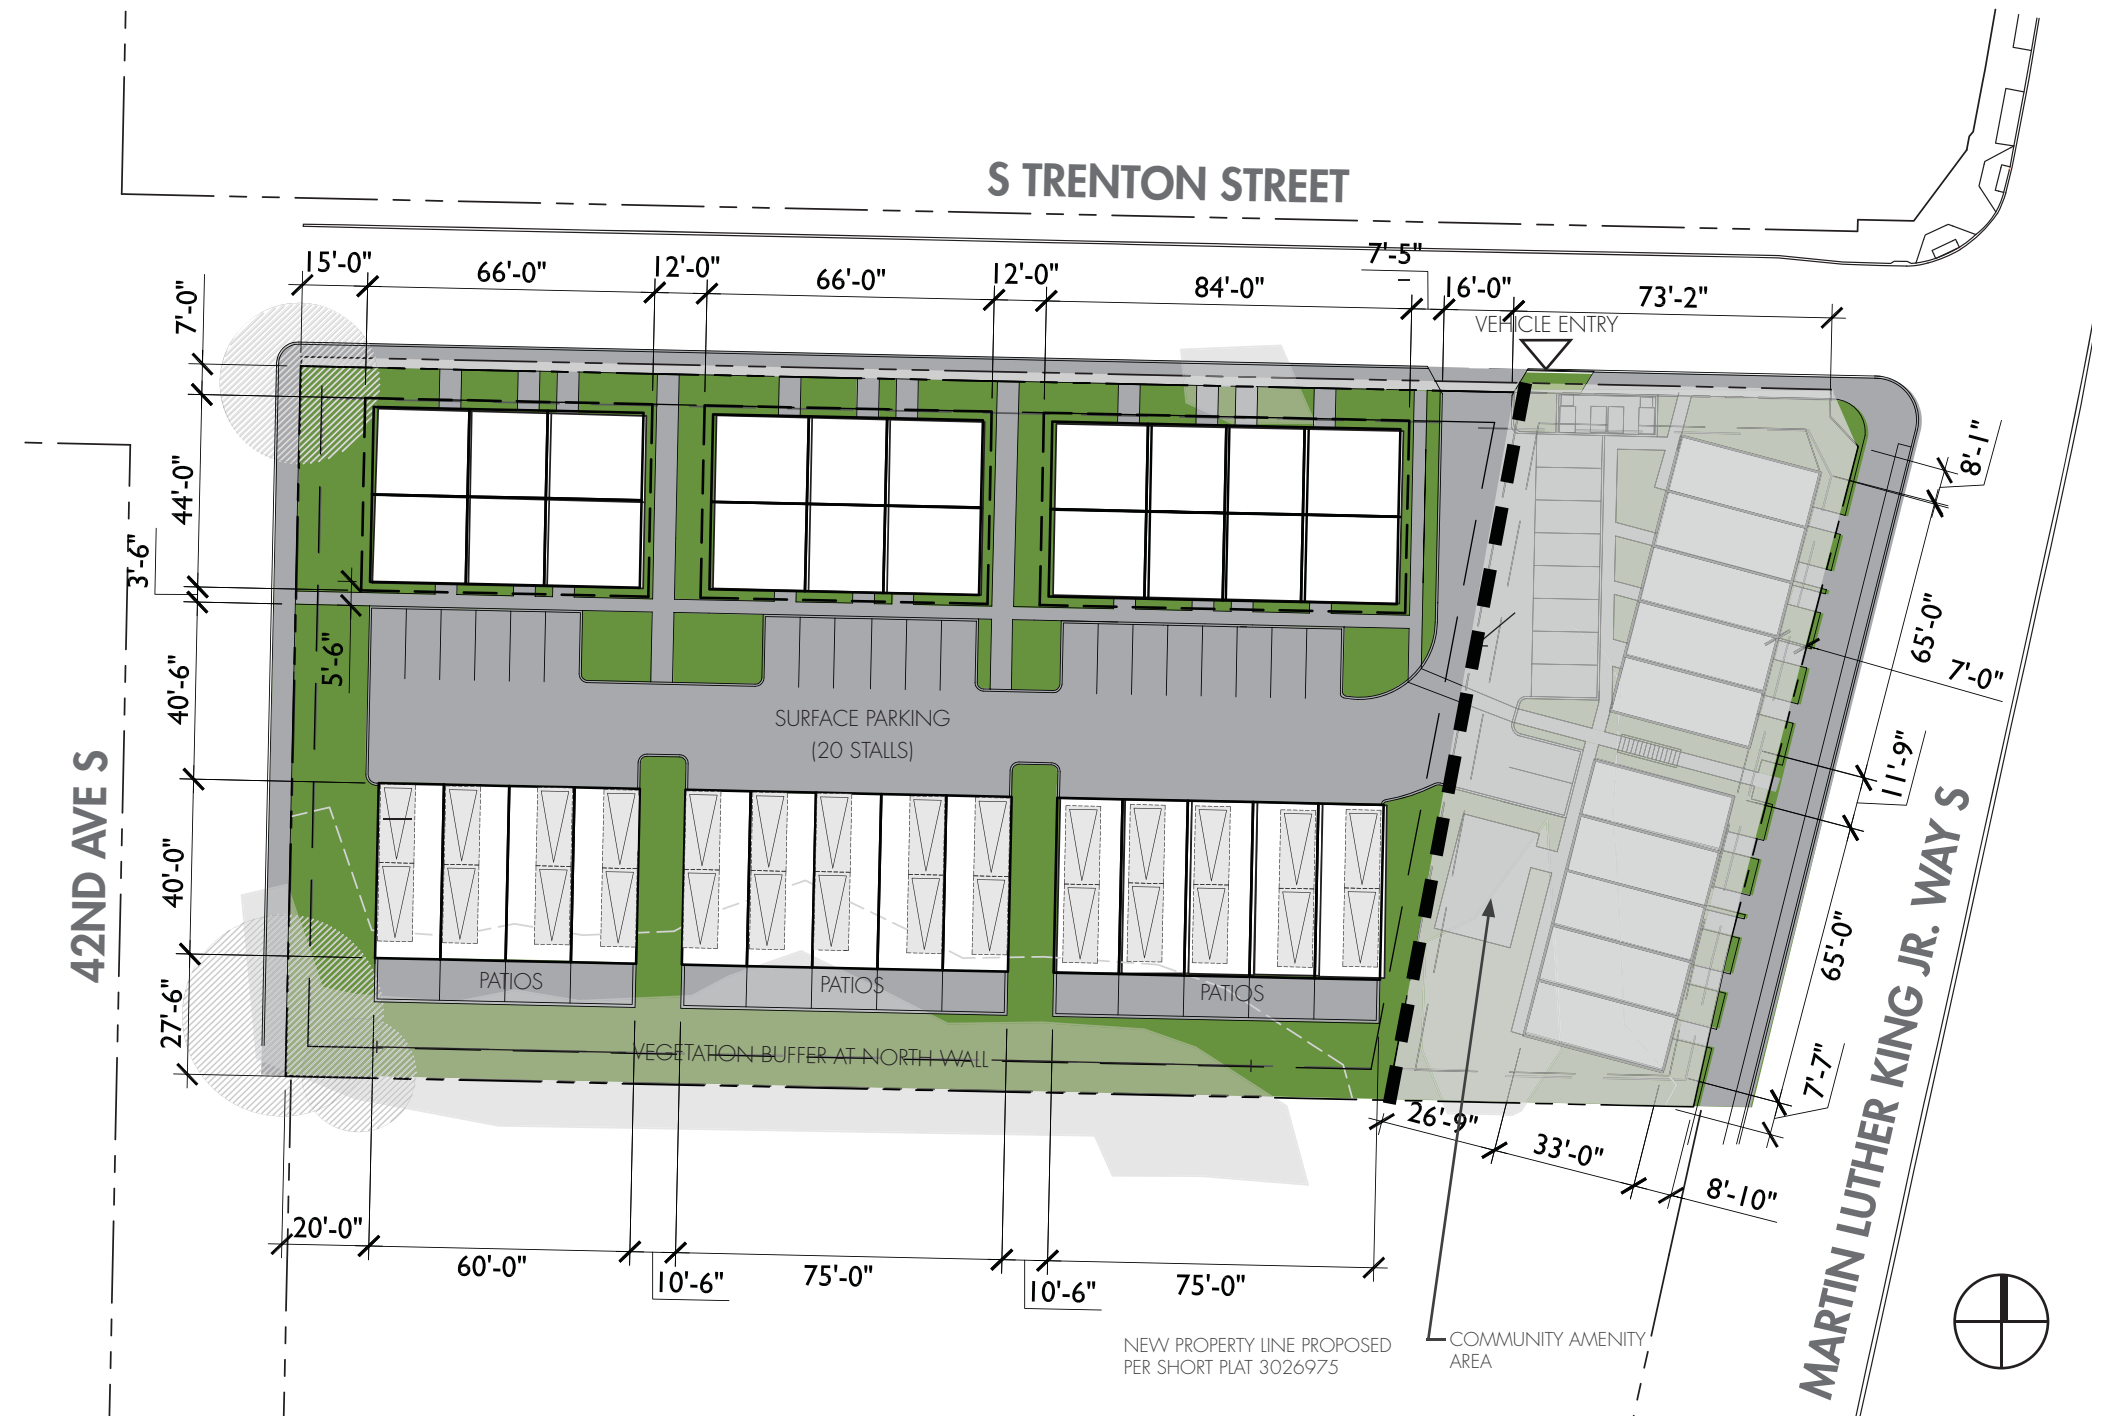 S TRENTON STREET
15'-0"
66'-0"
12'-0"
66'-0"
12'-0"
84'-0"
7'-5"
16'-0"
73'-2"
VEHICLE ENTRY
7'-0"
44'-0"
3'-6"
5'-6"
40'-6"
40'-0"
27'-6"
42ND AVE S
SURFACE PARKING
(20 STALLS)
PATIOS
PATIOS
PATIOS
VEGETATION BUFFER AT NORTH WALL
8'-1"
65'-0"
7'-0"
11'-9"
65'-0"
7'-7"
MARTIN LUTHER KING JR. WAY S
26'-9"
33'-0"
8'-10"
20'-0"
60'-0"
10'-6"
75'-0"
10'-6"
75'-0"
NEW PROPERTY LINE PROPOSED
PER SHORT PLAT 3026975
COMMUNITY AMENITY
AREA